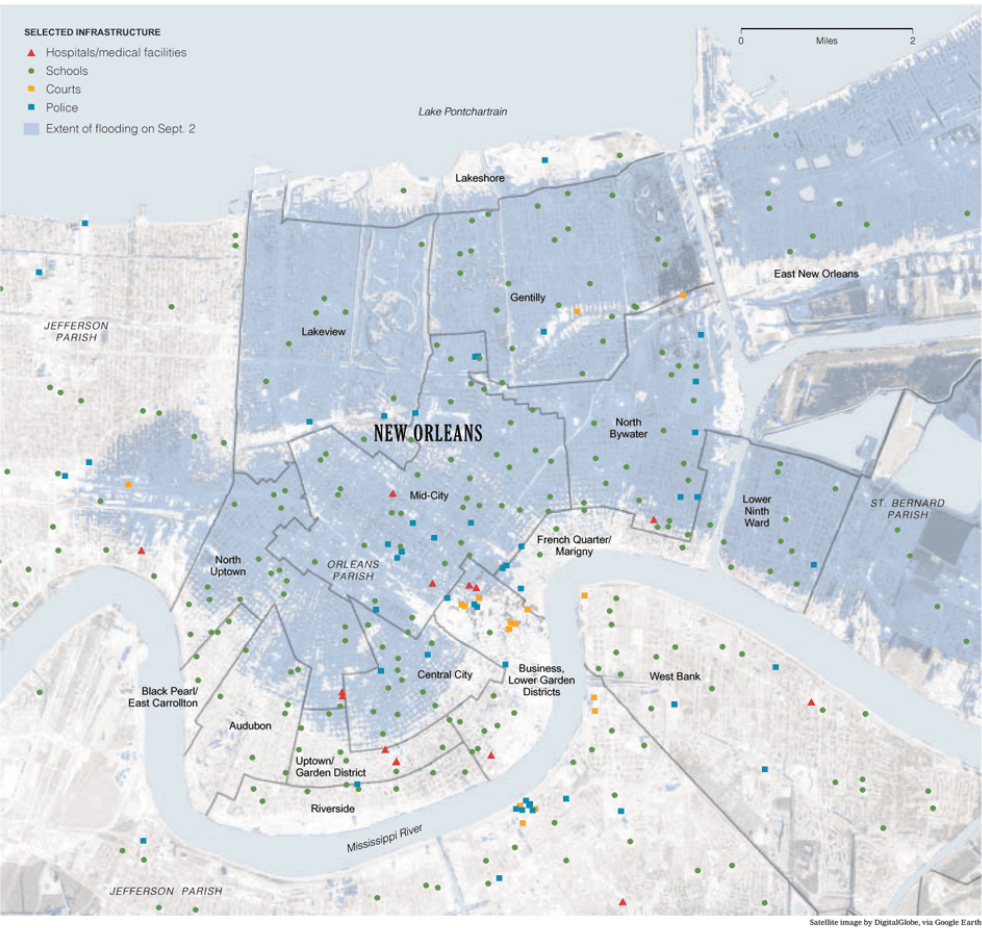 SELECTED INFRASTRUCTURE
Hospitals/medical facilities
Schools
Courts
Police
Extent of flooding on Sept. 2
0
2
Miles
Lake Pontchartrain
Lakeshore
East New Orleans
Gentilly
JEFFERSON
PARISH
Lakeview
NEW ORLEANS
North
Bywater
Mid-City
Lower
Ninth
Ward
ST. BERNARD
PARISH
French Quarter/
Marigny
North
Uptown
ORLEANS
PARISH
Central City
Business,
Lower Garden
Districts
West Bank
Black Pearl/
East Carrollton
Audubon
Uptown/
Garden District
Riverside
Mississippi River
JEFFERSON PARISH
Satellite image by DigitalGlobe, via Google Earth